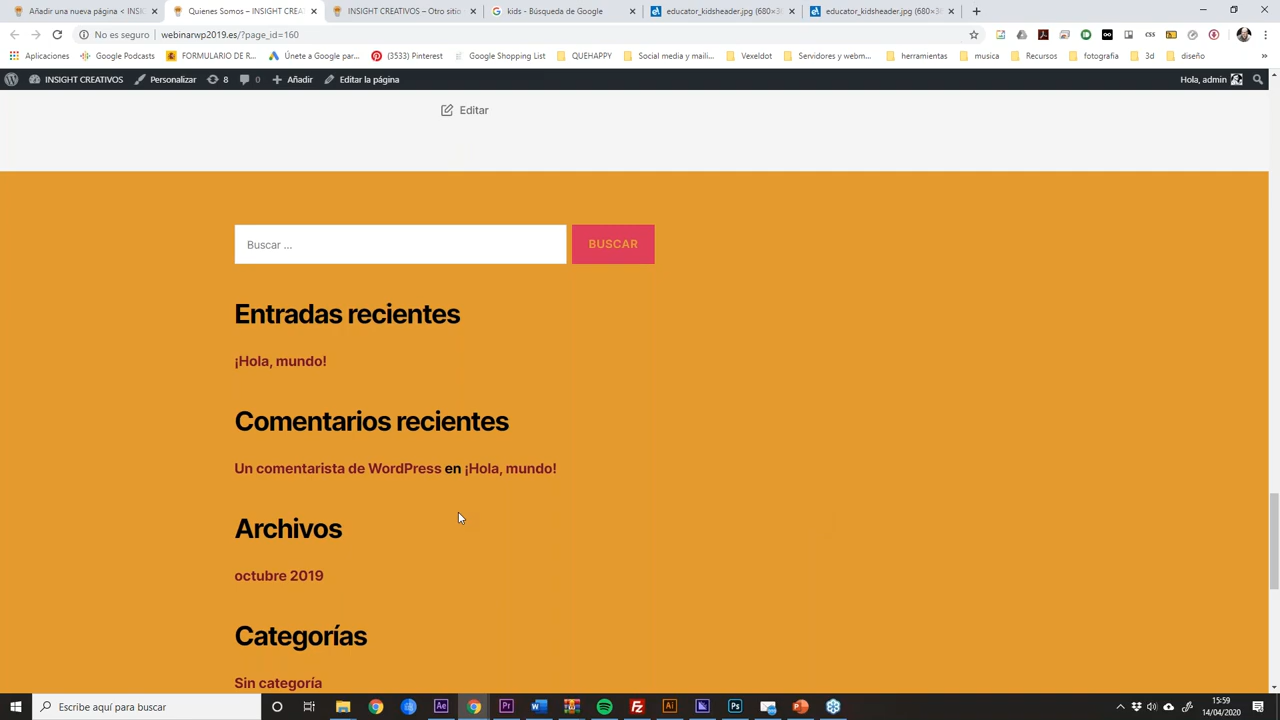 Añadir una nueva página < INSI
Quienes Somos – INSIGHT CREA
INSIGHT CREATIVOS – Otro sitio
kids - Búsqueda de Google
educator_kidsheader.jpg (680×3
educator_kidsheader.jpg (680×3
No es seguro
webinarwp2019.es/?page_id=160
Aplicaciones
Google Podcasts
FORMULARIO DE R...
Únete a Google par...
(3533) Pinterest
Google Shopping List
QUEHAPPY
Social media y maili...
Vexeldot
Servidores y webm...
herramientas
musica
Recursos
3d
fotografia
diseño
INSIGHT CREATIVOS
Personalizar
8
0
Añadir
Editar la página
Hola, admin
Editar
Buscar ...
BUSCAR
Entradas recientes
¡Hola, mundo!
Comentarios recientes
Un comentarista de WordPress en ¡Hola, mundo!
Archivos
octubre 2019
Categorías
Sin categoría
Escribe aquí para buscar
15:59
14/04/2020